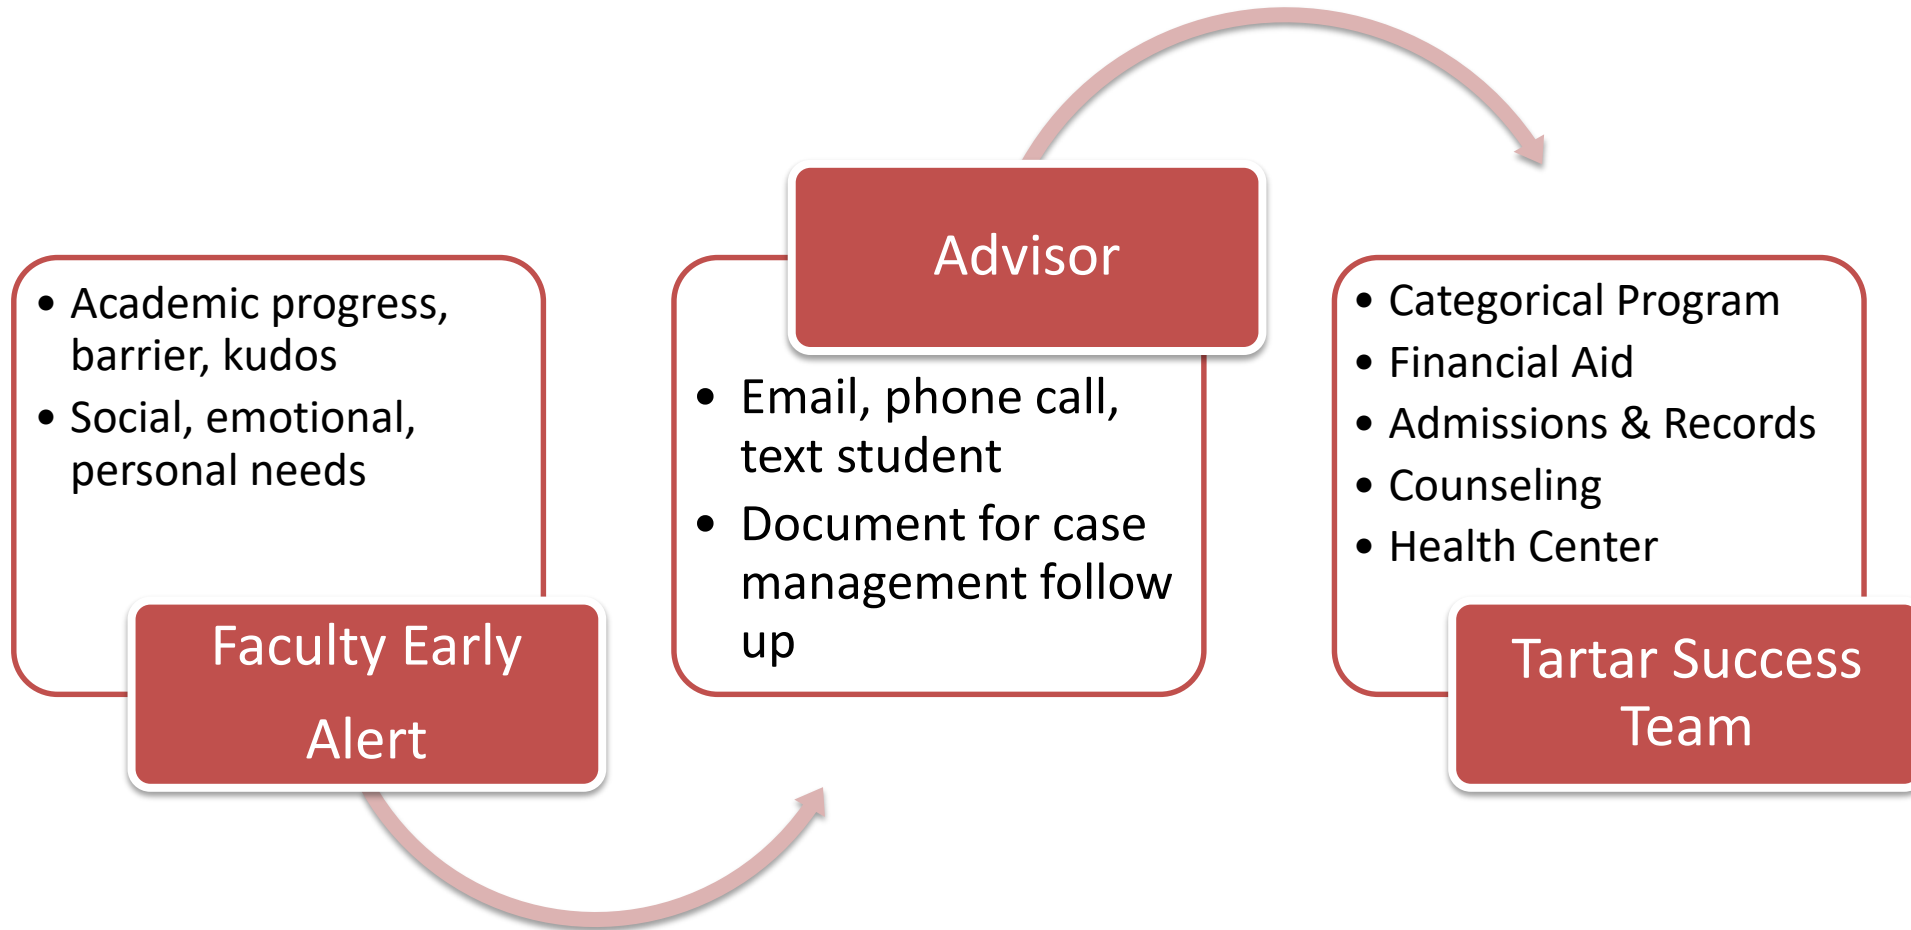 • Academic progress,
barrier, kudos
• Social, emotional,
personal needs
Faculty Early
Alert
Advisor
• Email, phone call,
text student
• Document for case
management follow
up
• Categorical Program
• Financial Aid
• Admissions & Records
• Counseling
• Health Center
Tartar Success
Team